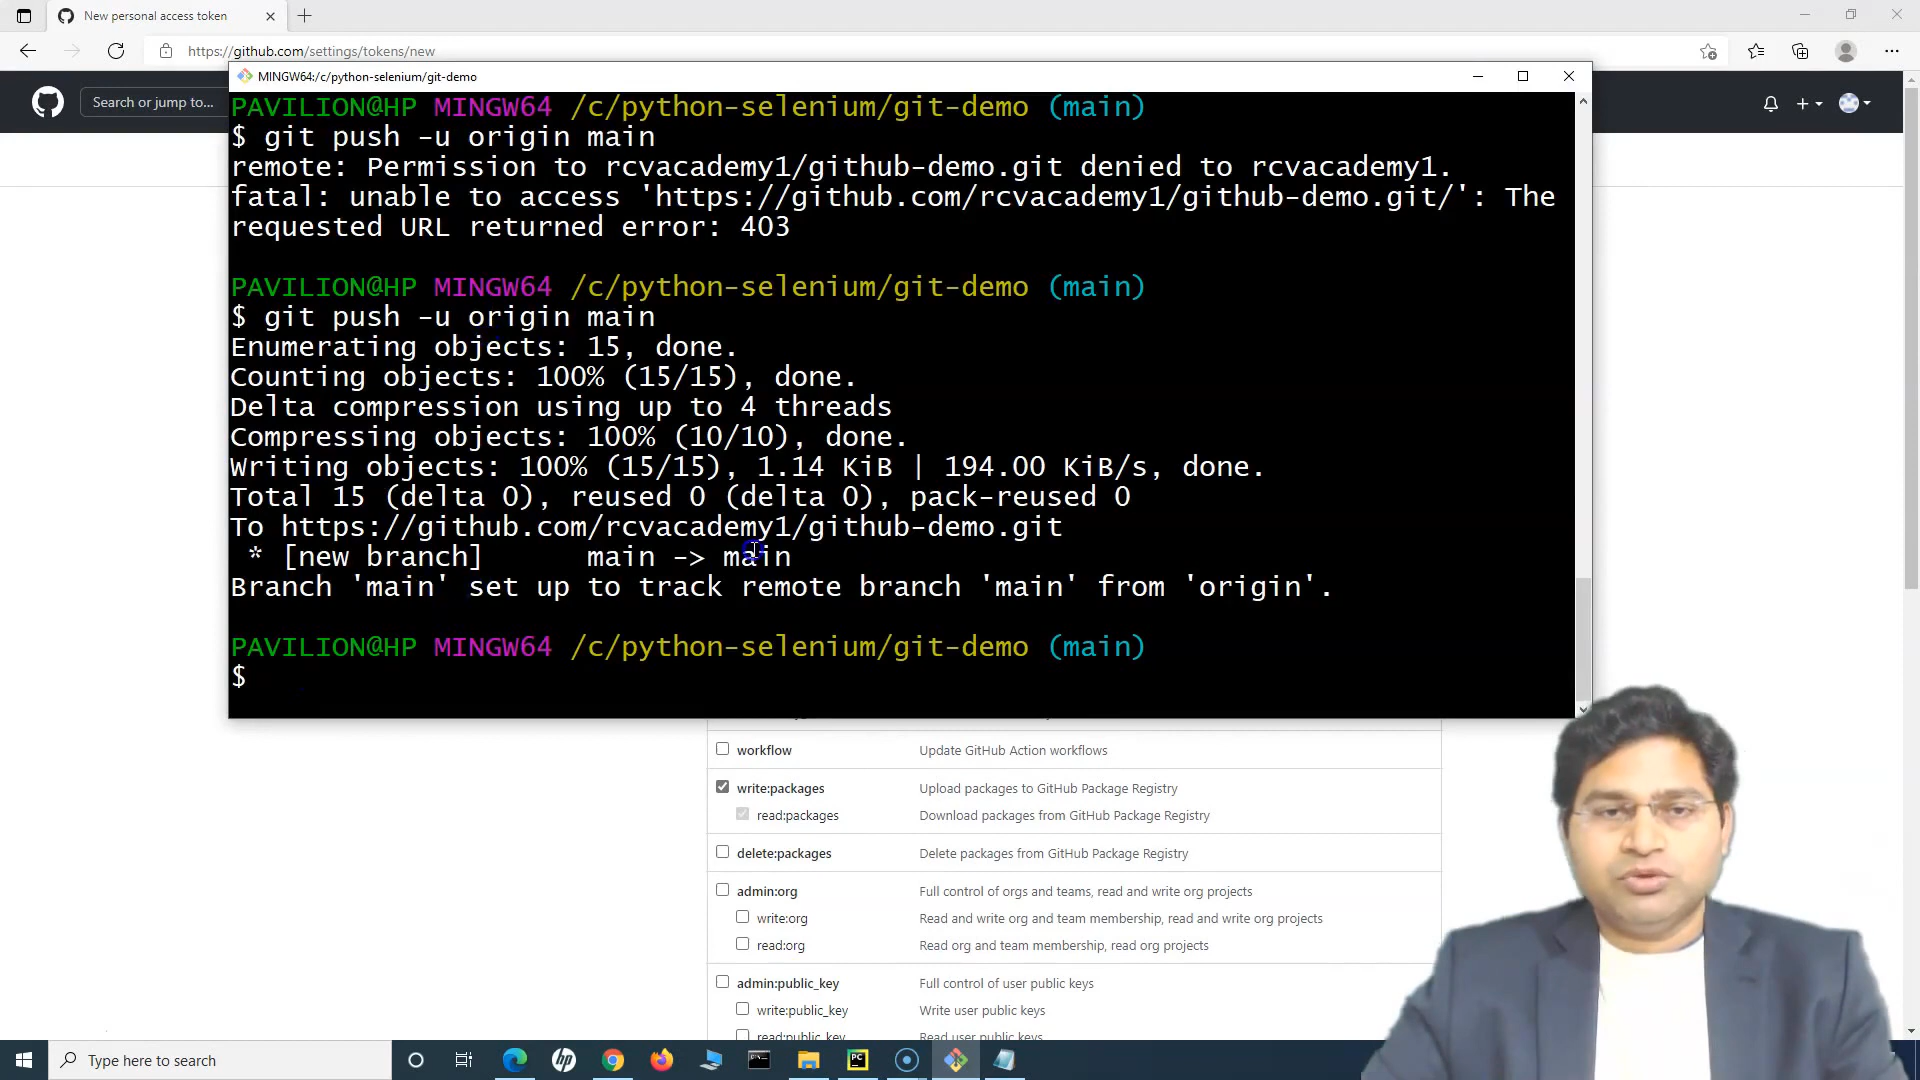 New personal access token
https://github.com/settings/tokens/new
MINGW64:/c/python-selenium/git-demo
Search or jump to...
PAVILION@HP MINGW64 /c/python-selenium/git-demo (main)
$ git push -u origin main
remote: Permission to rcvacademy1/github-demo.git denied to rcvacademy1.
fatal: unable to access 'https://github.com/rcvacademy1/github-demo.git/': The
requested URL returned error: 403
PAVILION@HP MINGW64 /c/python-selenium/git-demo (main)
$ git push -u origin main
Enumerating objects: 15, done.
Counting objects: 100% (15/15), done.
Delta compression using up to 4 threads
Compressing objects: 100% (10/10), done.
Writing objects: 100% (15/15), 1.14 KiB | 194.00 KiB/s, done.
Total 15 (delta 0), reused 0 (delta 0), pack-reused 0
To https://github.com/rcvacademy1/github-demo.git
* [new branch] main -> main
Branch 'main' set up to track remote branch 'main' from 'origin'.
PAVILION@HP MINGW64 /c/python-selenium/git-demo (main)
$
workflow Update GitHub Action workflows
write:packages Upload packages to GitHub Package Registry
read:packages Download packages from GitHub Package Registry
delete:packages Delete packages from GitHub Package Registry
admin:org Full control of orgs and teams, read and write org projects
write:org Read and write org and team membership, read and write org projects
read:org Read org and team membership, read org projects
admin:public_key Full control of user public keys
write:public_key Write user public keys
read:public_key Read user public keys
Type here to search
hp
PC